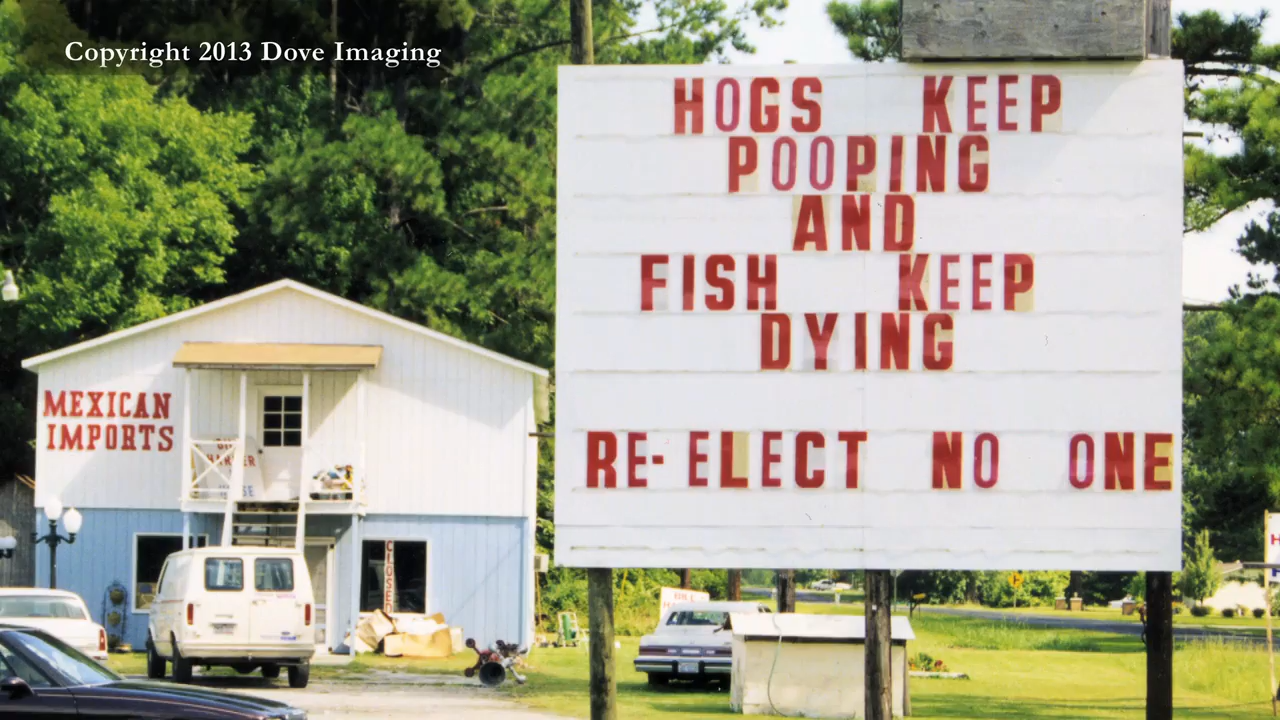 Copyright 2013 Dove Imaging
HOGS KEEP
POOPING
AND
FISH KEEP
DYING
RE-ELECT NO ONE
MEXICAN
IMPORTS
CLOSED